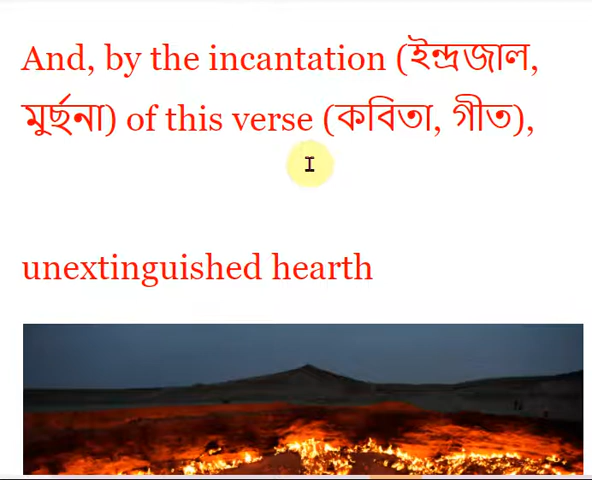 And, by the incantation (ইন্দ্রজাল,
মুর্ছনা) of this verse (কবিতা, গীত),
unextinguished hearth